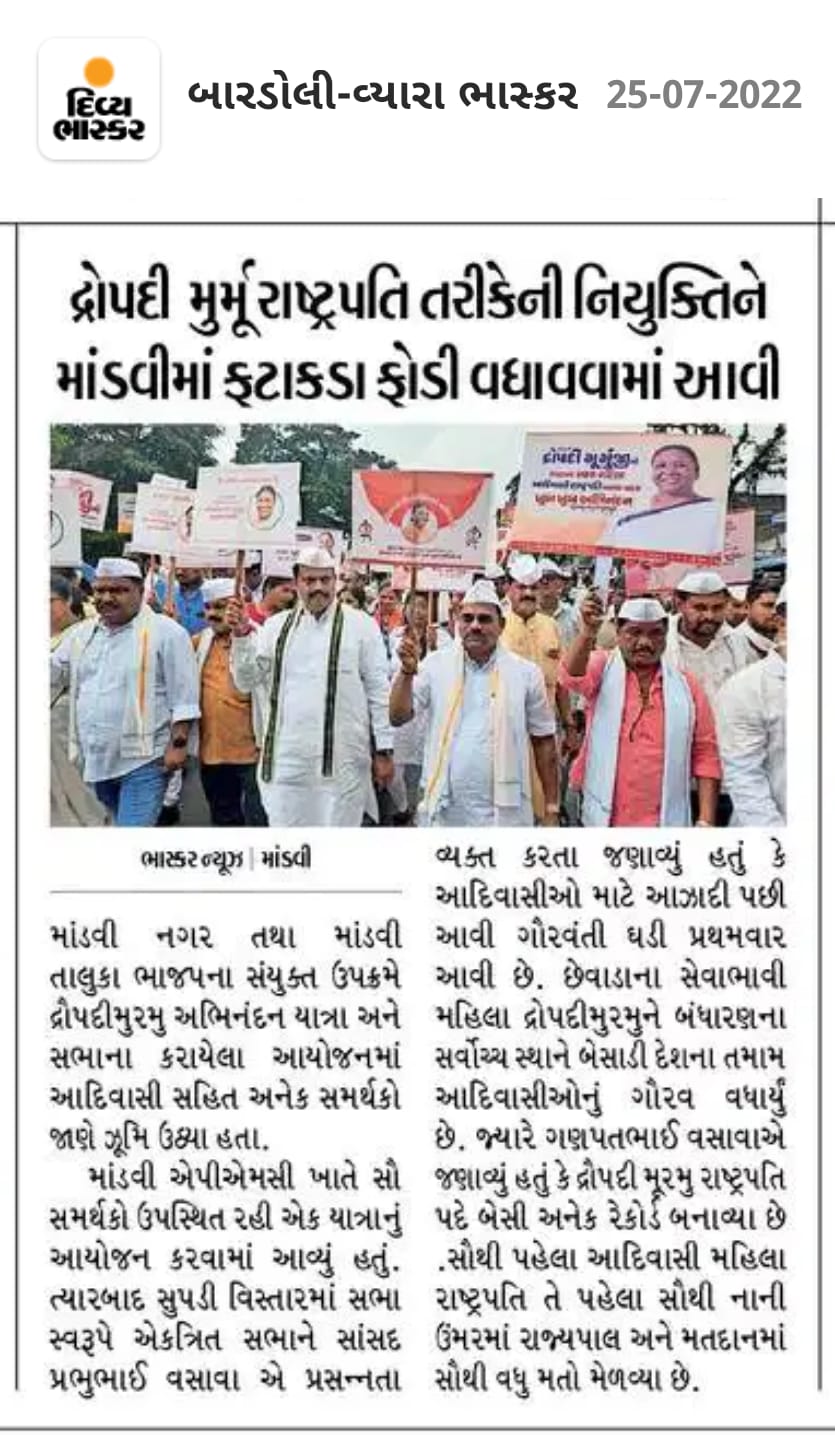 દિવ્ય
ભાસ્કર
બારડોલી-વ્યારા ભાસ્કર 25-07-2022
દ્રોપદી મુર્મૂ રાષ્ટ્રપતિ તરીકેની નિયુક્તિને
માંડવીમાં ફટાકડા ફોડી વધાવવામાં આવી
દ્રોપદી મુર્મૂજીને
ખુબ ખુબ અભિનંદન
ભાસ્કર ન્યૂઝ | માંડવી
માંડવી નગર તથા માંડવી
તાલુકા ભાજપના સંયુક્ત ઉપક્રમે
દ્રૌપદીમુરમુ અભિનંદન યાત્રા અને
સભાના કરાયેલા આયોજનમાં
આદિવાસી સહિત અનેક સમર્થકો
જાણે ઝૂમિ ઉઠ્યા હતા.
માંડવી એપીએમસી ખાતે સૌ
સમર્થકો ઉપસ્થિત રહી એક યાત્રાનું
આયોજન કરવામાં આવ્યું હતું.
ત્યારબાદ સુપડી વિસ્તારમાં સભા
સ્વરૂપે એકત્રિત સભાને સાંસદ
પ્રભુભાઈ વસાવા એ પ્રસન્નતા
વ્યક્ત કરતા જણાવ્યું હતું કે
આદિવાસીઓ માટે આઝાદી પછી
આવી ગૌરવંતી ઘડી પ્રથમવાર
આવી છે. છેવાડાના સેવાભાવી
મહિલા દ્રોપદીમુરમુને બંધારણના
સર્વોચ્ચ સ્થાને બેસાડી દેશના તમામ
આદિવાસીઓનું ગૌરવ વધાર્યું
છે. જ્યારે ગણપતભાઈ વસાવાએ
જણાવ્યું હતું કે દ્રૌપદી મૂરમુ રાષ્ટ્રપતિ
પદે બેસી અનેક રેકોર્ડ બનાવ્યા છે
.સૌથી પહેલા આદિવાસી મહિલા
રાષ્ટ્રપતિ તે પહેલા સૌથી નાની
ઉંમરમાં રાજ્યપાલ અને મતદાનમાં
સૌથી વધુ મતો મેળવ્યા છે.